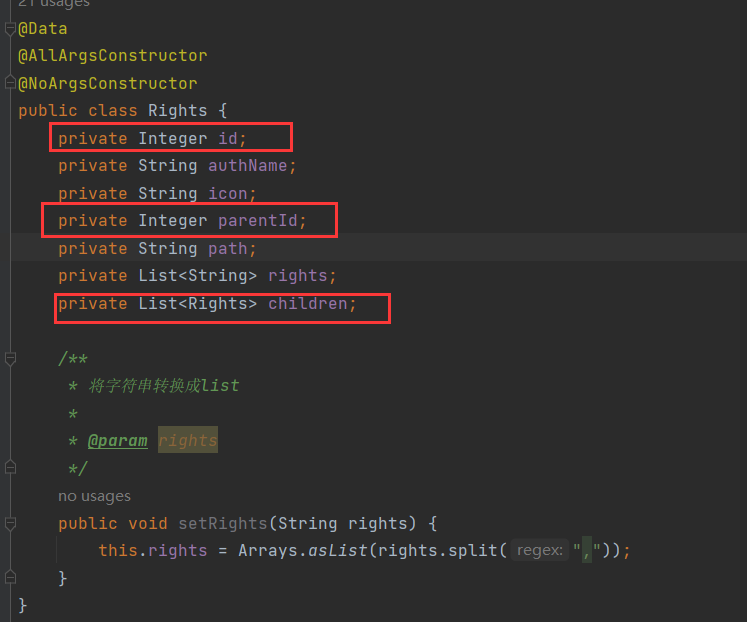 21 usages
@Data
@AllArgsConstructor
@NoArgsConstructor
public class Rights {
private Integer id;
private String authName;
private String icon;
private Integer parentId;
private String path;
private List<String> rights;
private List<Rights> children;
/**
* 将字符串转换成list
*
* @param rights
*/
no usages
public void setRights(String rights) {
this.rights = Arrays.asList(rights.split( regex: ","));
}
}